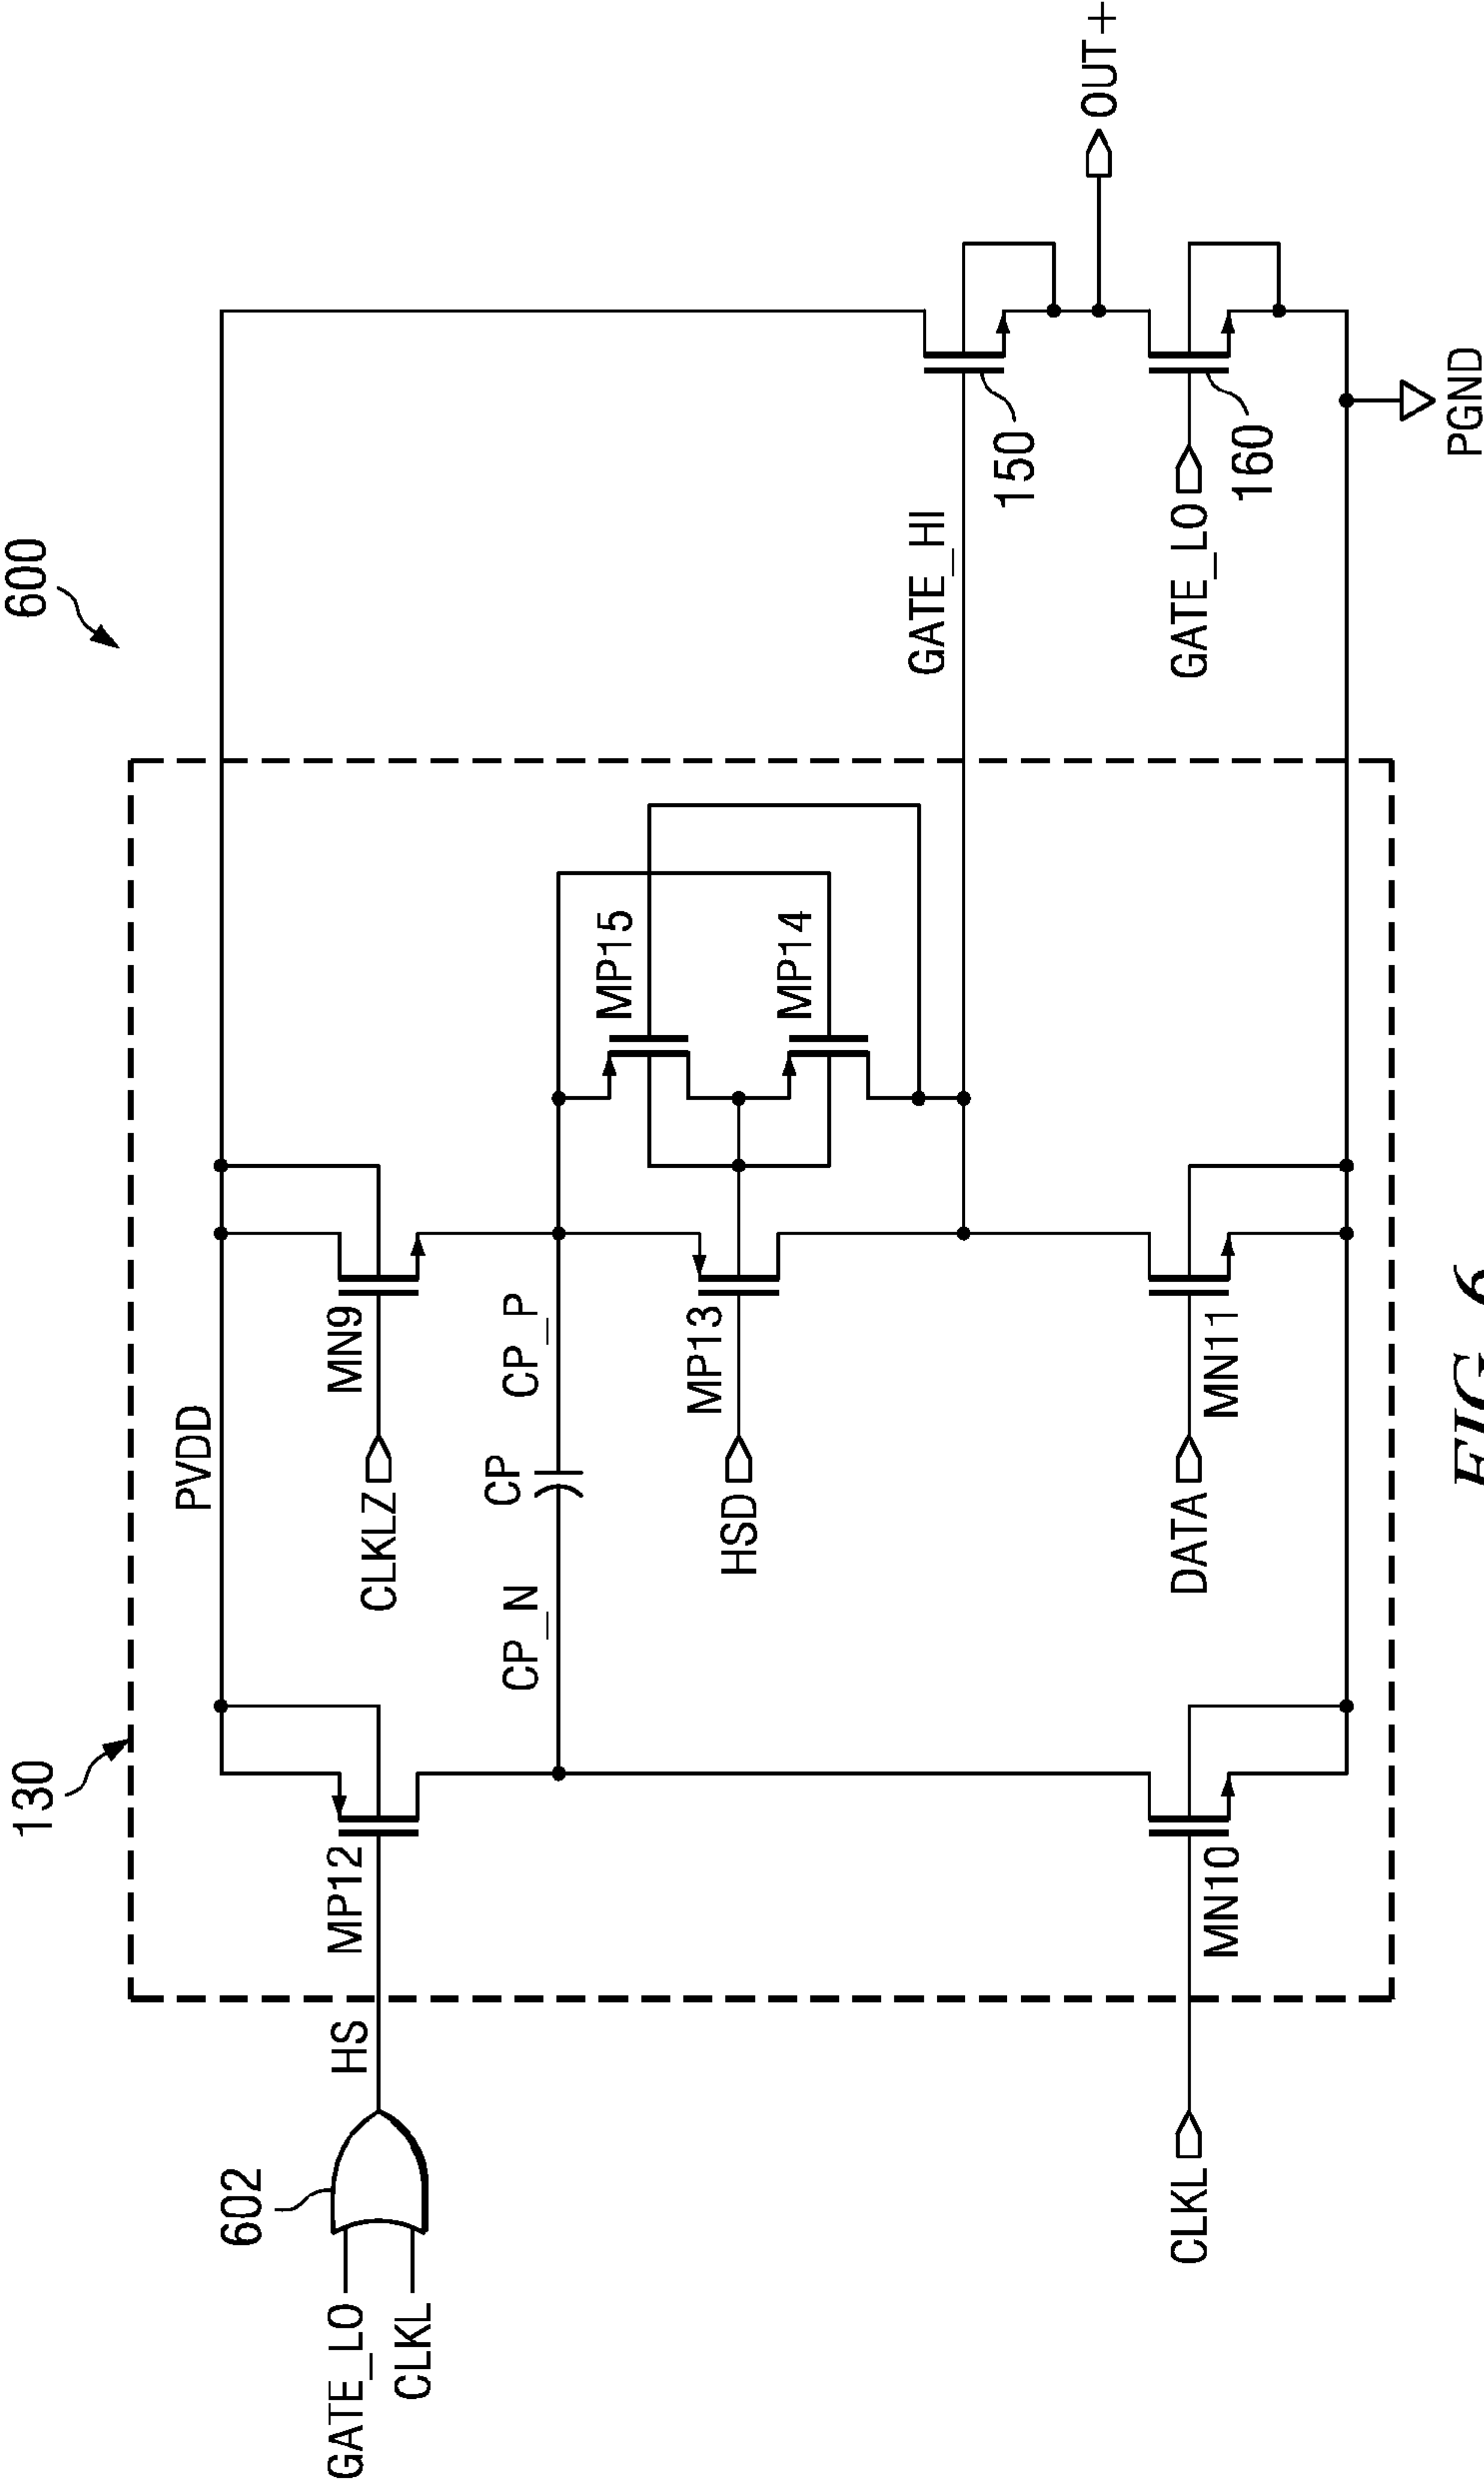 600
130
PVDD
602
GATE_LO
CLKL
HS
MP12
CLKLZ
MN9
CP_N
CP
CP_P
MP15
MP14
HSD
MP13
GATE_HI
150
OUT+
DATA
MN11
GATE_LO
160
CLKL
MN10
PGND
FIG. 6